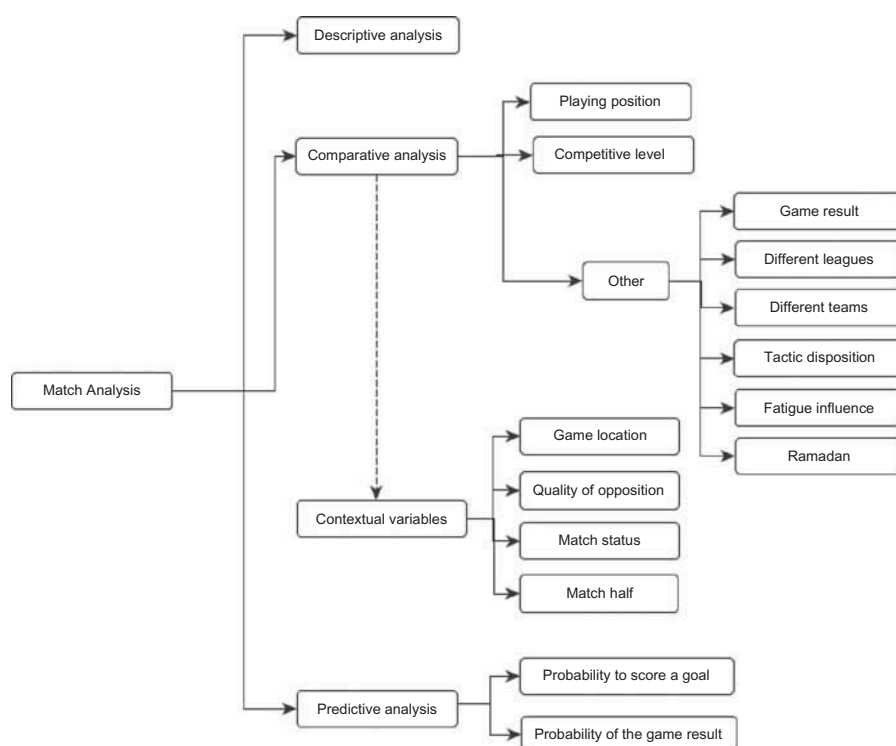 Descriptive analysis
Playing position
Comparative analysis
Competitive level
Game result
Different leagues
Other
Different teams
Tactic disposition
Match Analysis
Fatigue influence
Game location
Ramadan
Quality of opposition
Contextual variables
Match status
Match half
Probability to score a goal
Predictive analysis
Probability of the game result